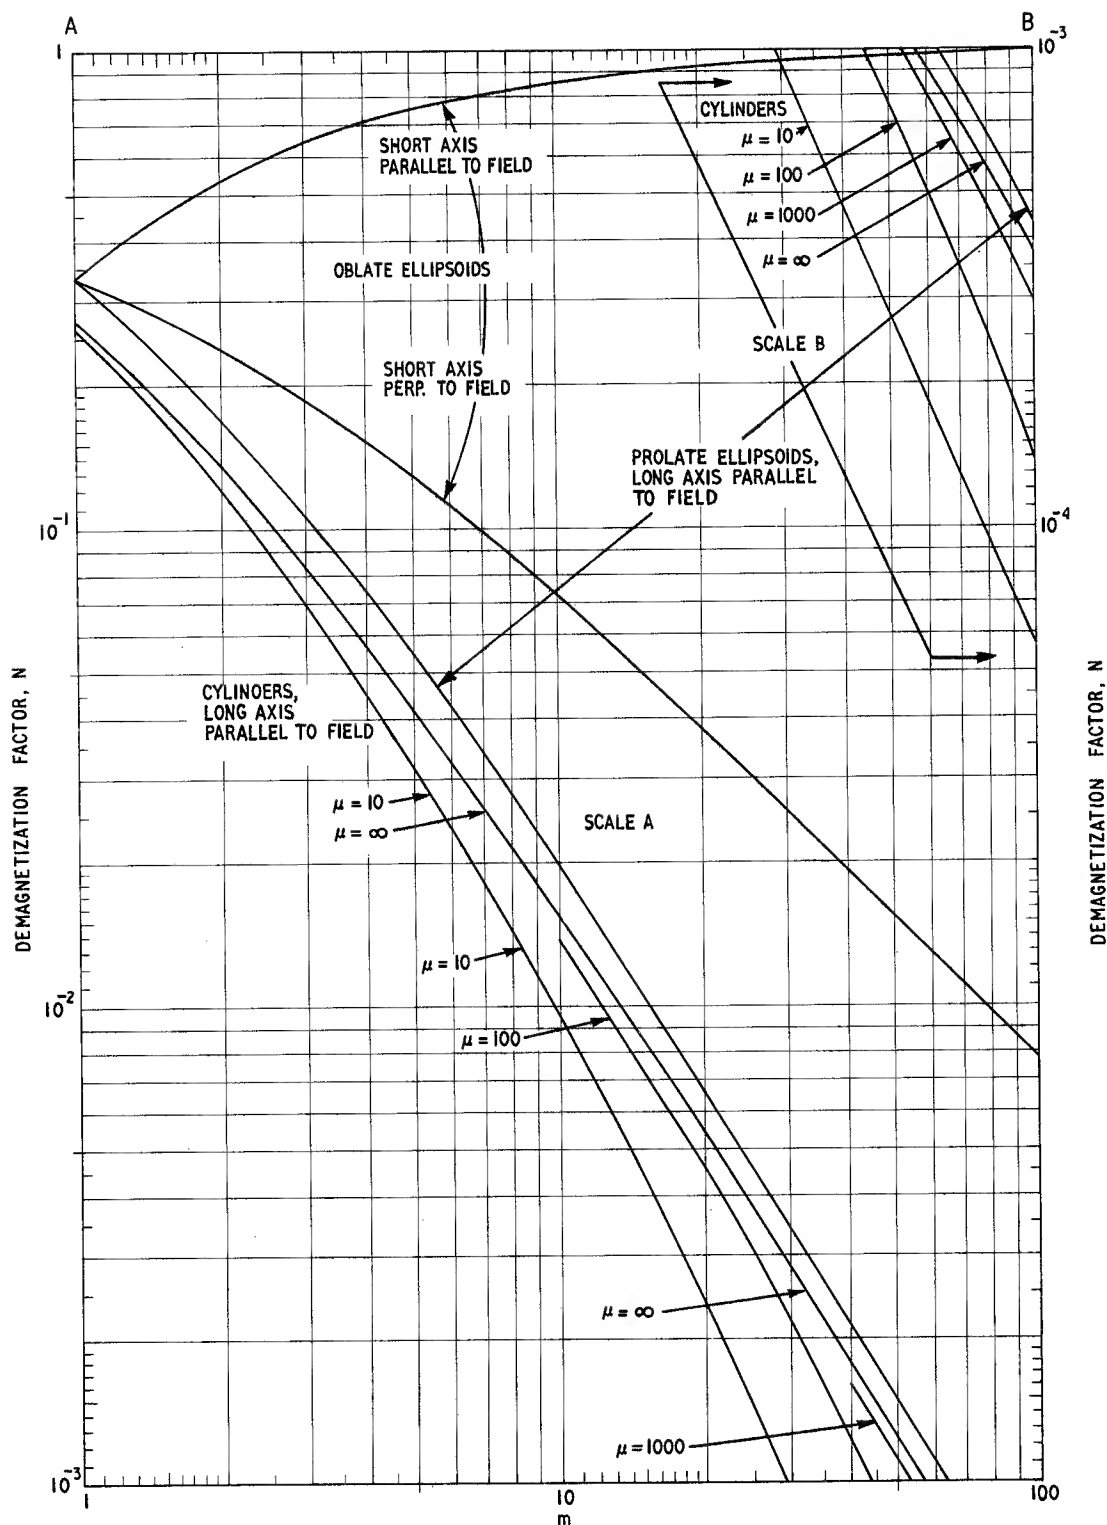 A
B
1
10⁻³
SHORT AXIS
PARALLEL TO FIELD
CYLINDERS
μ = 10
μ = 100
μ = 1000
μ = ∞
OBLATE ELLIPSOIDS
SCALE B
SHORT AXIS
PERP. TO FIELD
PROLATE ELLIPSOIDS,
LONG AXIS PARALLEL
TO FIELD
10⁻¹
10⁻⁴
DEMAGNETIZATION FACTOR, N
DEMAGNETIZATION FACTOR, N
CYLINOERS,
LONG AXIS
PARALLEL TO FIELD
μ = 10
μ = ∞
SCALE A
μ = 10
10⁻²
μ = 100
μ = ∞
μ = 1000
10⁻³
1
10
100
m